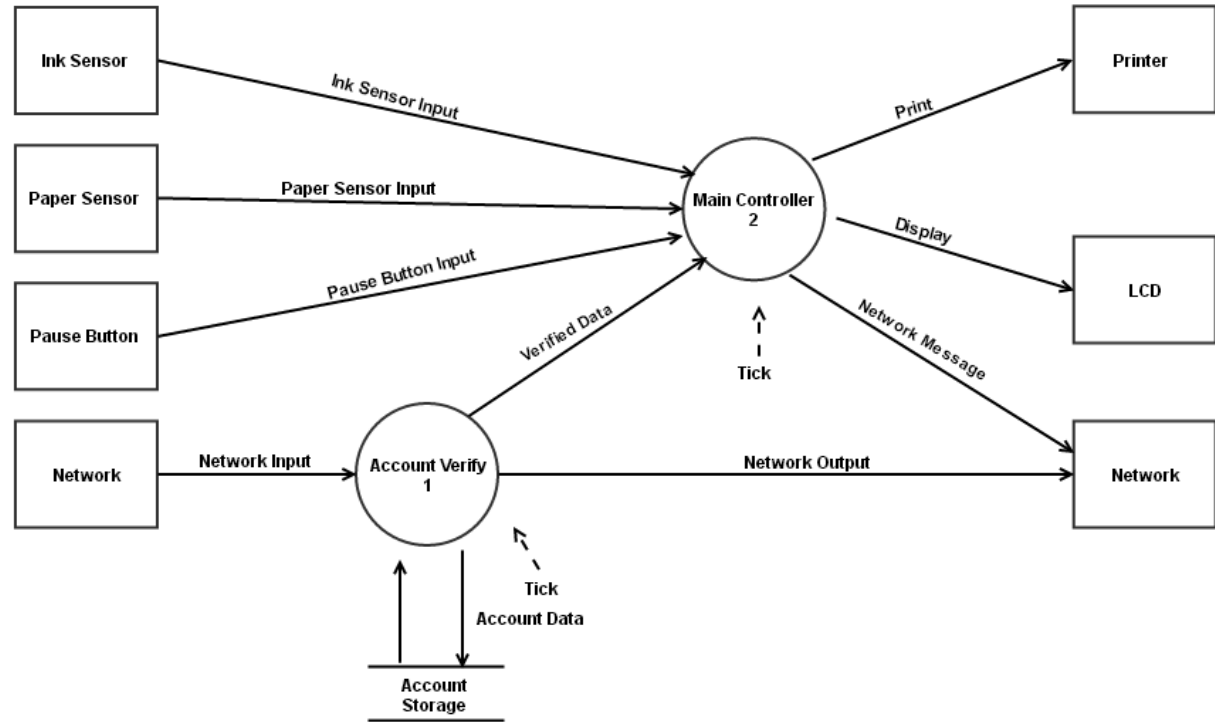 Ink Sensor
Printer
Ink Sensor Input
Print
Paper Sensor
Paper Sensor Input
Main Controller
2
Display
LCD
Pause Button Input
Pause Button
Verified Data
Network Message
Tick
Network
Network Input
Account Verify
1
Network Output
Network
Tick
Account Data
Account
Storage